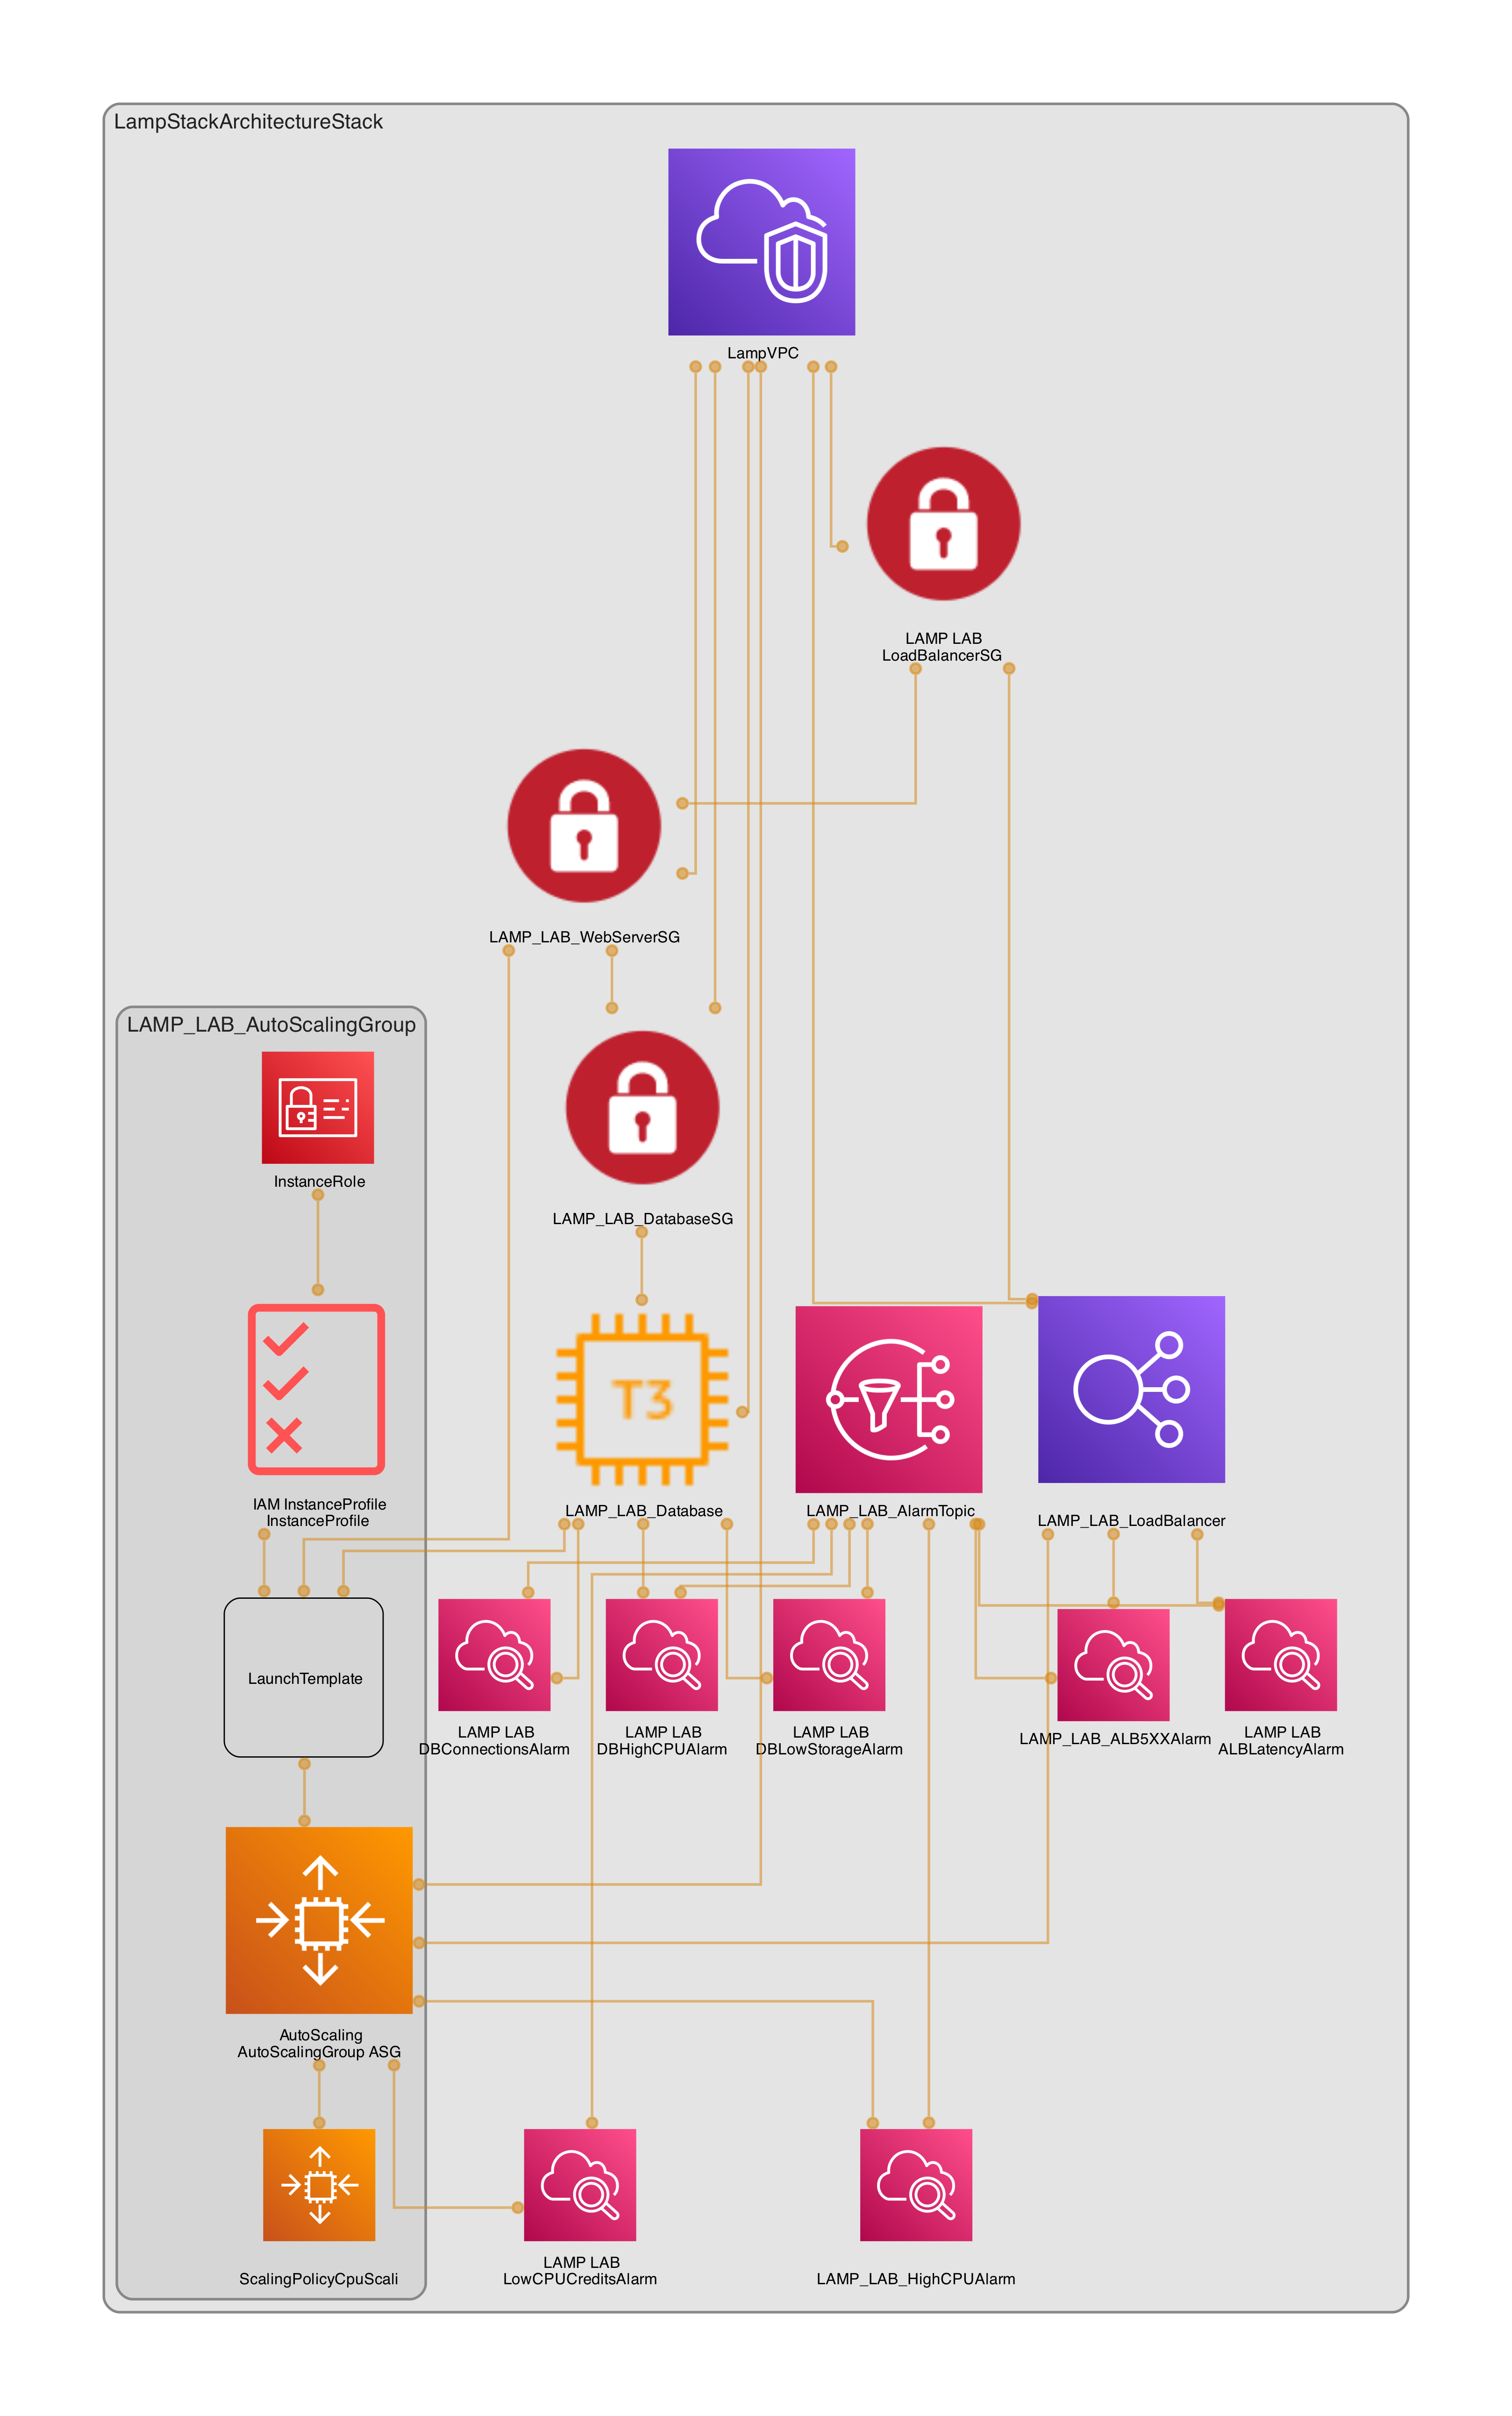 LampStackArchitectureStack
LampVPC
LAMP LAB
LoadBalancerSG
LAMP_LAB_WebServerSG
LAMP_LAB_AutoScalingGroup
InstanceRole
LAMP_LAB_DatabaseSG
T3
IAM InstanceProfile
InstanceProfile
LAMP_LAB_Database
LAMP_LAB_AlarmTopic
LAMP_LAB_LoadBalancer
LaunchTemplate
LAMP LAB
DBConnectionsAlarm
LAMP LAB
DBHighCPUAlarm
LAMP LAB
DBLowStorageAlarm
LAMP_LAB_ALB5XXAlarm
LAMP LAB
ALBLatencyAlarm
AutoScaling
AutoScalingGroup ASG
ScalingPolicyCpuScali
LAMP LAB
LowCPUCreditsAlarm
LAMP_LAB_HighCPUAlarm